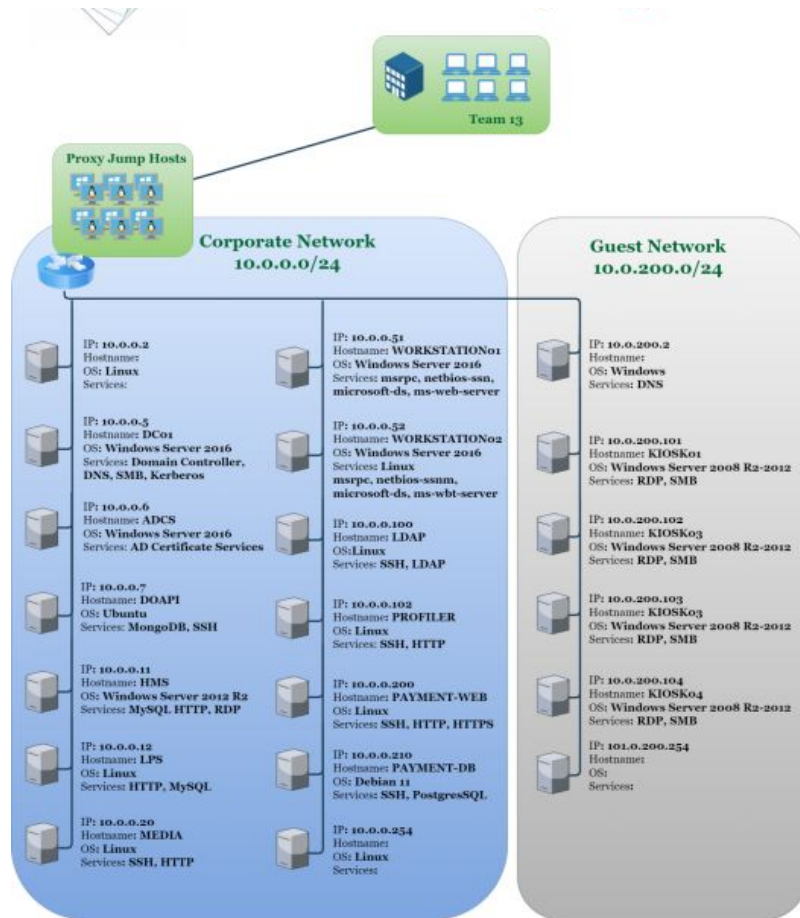 Team 13
Proxy Jump Hosts
Corporate Network
10.0.0.0/24
IP: 10.0.0.2
Hostname:
OS: Linux
Services:
IP: 10.0.0.5
Hostname: DC01
OS: Windows Server 2016
Services: Domain Controller,
DNS, SMB, Kerberos
IP: 10.0.0.6
Hostname: ADCS
OS: Windows Server 2016
Services: AD Certificate Services
IP: 10.0.0.7
Hostname: DOAPI
OS: Ubuntu
Services: MongoDB, SSH
IP: 10.0.0.11
Hostname: HMS
OS: Windows Server 2012 R2
Services: MySQL HTTP, RDP
IP: 10.0.0.12
Hostname: LPS
OS: Linux
Services: HTTP, MySQL
IP: 10.0.0.20
Hostname: MEDIA
OS: Linux
Services: SSH, HTTP
IP: 10.0.0.51
Hostname: WORKSTATION01
OS: Windows Server 2016
Services: msrpc, netbios-ssn,
microsoft-ds, ms-web-server
IP: 10.0.0.52
Hostname: WORKSTATION02
OS: Windows Server 2016
Services: Linux
msrpc, netbios-ssnm,
microsoft-ds, ms-wbt-server
IP: 10.0.0.100
Hostname: LDAP
OS:Linux
Services: SSH, LDAP
IP: 10.0.0.102
Hostname: PROFILER
OS: Linux
Services: SSH, HTTP
IP: 10.0.0.200
Hostname: PAYMENT-WEB
OS: Linux
Services: SSH, HTTP, HTTPS
IP: 10.0.0.210
Hostname: PAYMENT-DB
OS: Debian 11
Services: SSH, PostgresSQL
IP: 10.0.0.254
Hostname:
OS: Linux
Services:
Guest Network
10.0.200.0/24
IP: 10.0.200.2
Hostname:
OS: Windows
Services: DNS
IP: 10.0.200.101
Hostname: KIOSK01
OS: Windows Server 2008 R2-2012
Services: RDP, SMB
IP: 10.0.200.102
Hostname: KIOSK03
OS: Windows Server 2008 R2-2012
Services: RDP, SMB
IP: 10.0.200.103
Hostname: KIOSK03
OS: Windows Server 2008 R2-2012
Services: RDP, SMB
IP: 10.0.200.104
Hostname: KIOSK04
OS: Windows Server 2008 R2-2012
Services: RDP, SMB
IP: 101.0.200.254
Hostname:
OS:
Services: